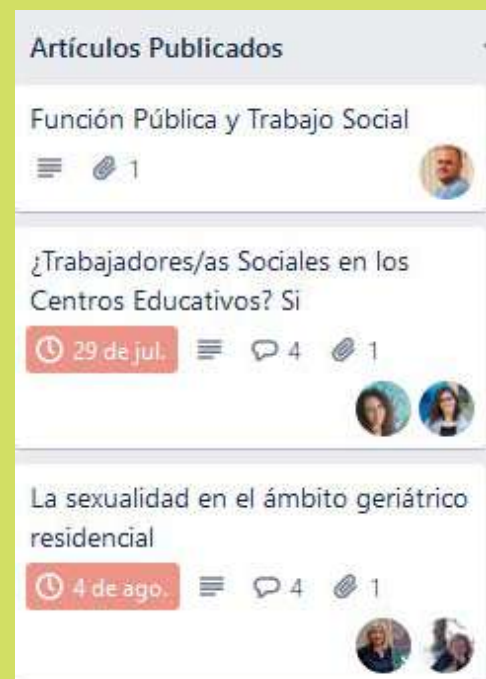 Artículos Publicados
Función Pública y Trabajo Social
1
¿Trabajadores/as Sociales en los
Centros Educativos? Si
29 de jul. 4 1
La sexualidad en el ámbito geriátrico
residencial
4 de ago. 4 1